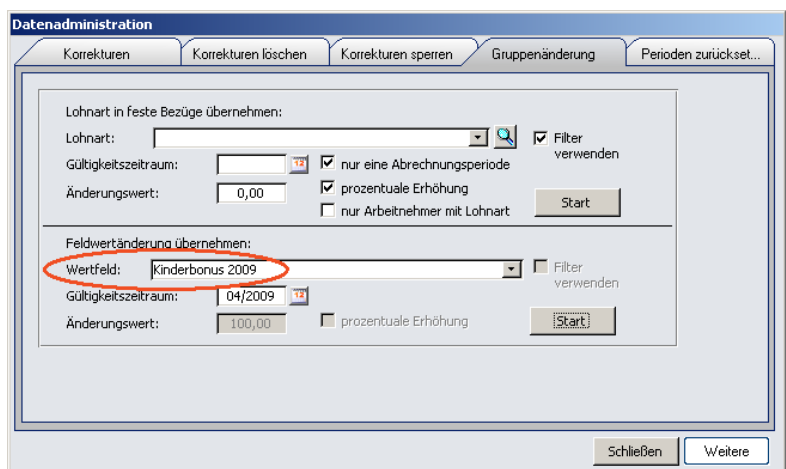 Datenadministration
Korrekturen Korrekturen löschen Korrekturen sperren Gruppenänderung Perioden zurückset...
Lohnart in feste Bezüge übernehmen:
Lohnart: Filter verwenden
Gültigkeitszeitraum: 12 nur eine Abrechnungsperiode
Änderungswert: 0,00 prozentuale Erhöhung
nur Arbeitnehmer mit Lohnart Start
Feldwertänderung übernehmen:
Wertfeld: Kinderbonus 2009 Filter verwenden
Gültigkeitszeitraum: 04/2009 12
Änderungswert: 100,00 prozentuale Erhöhung Start
Schließen Weitere